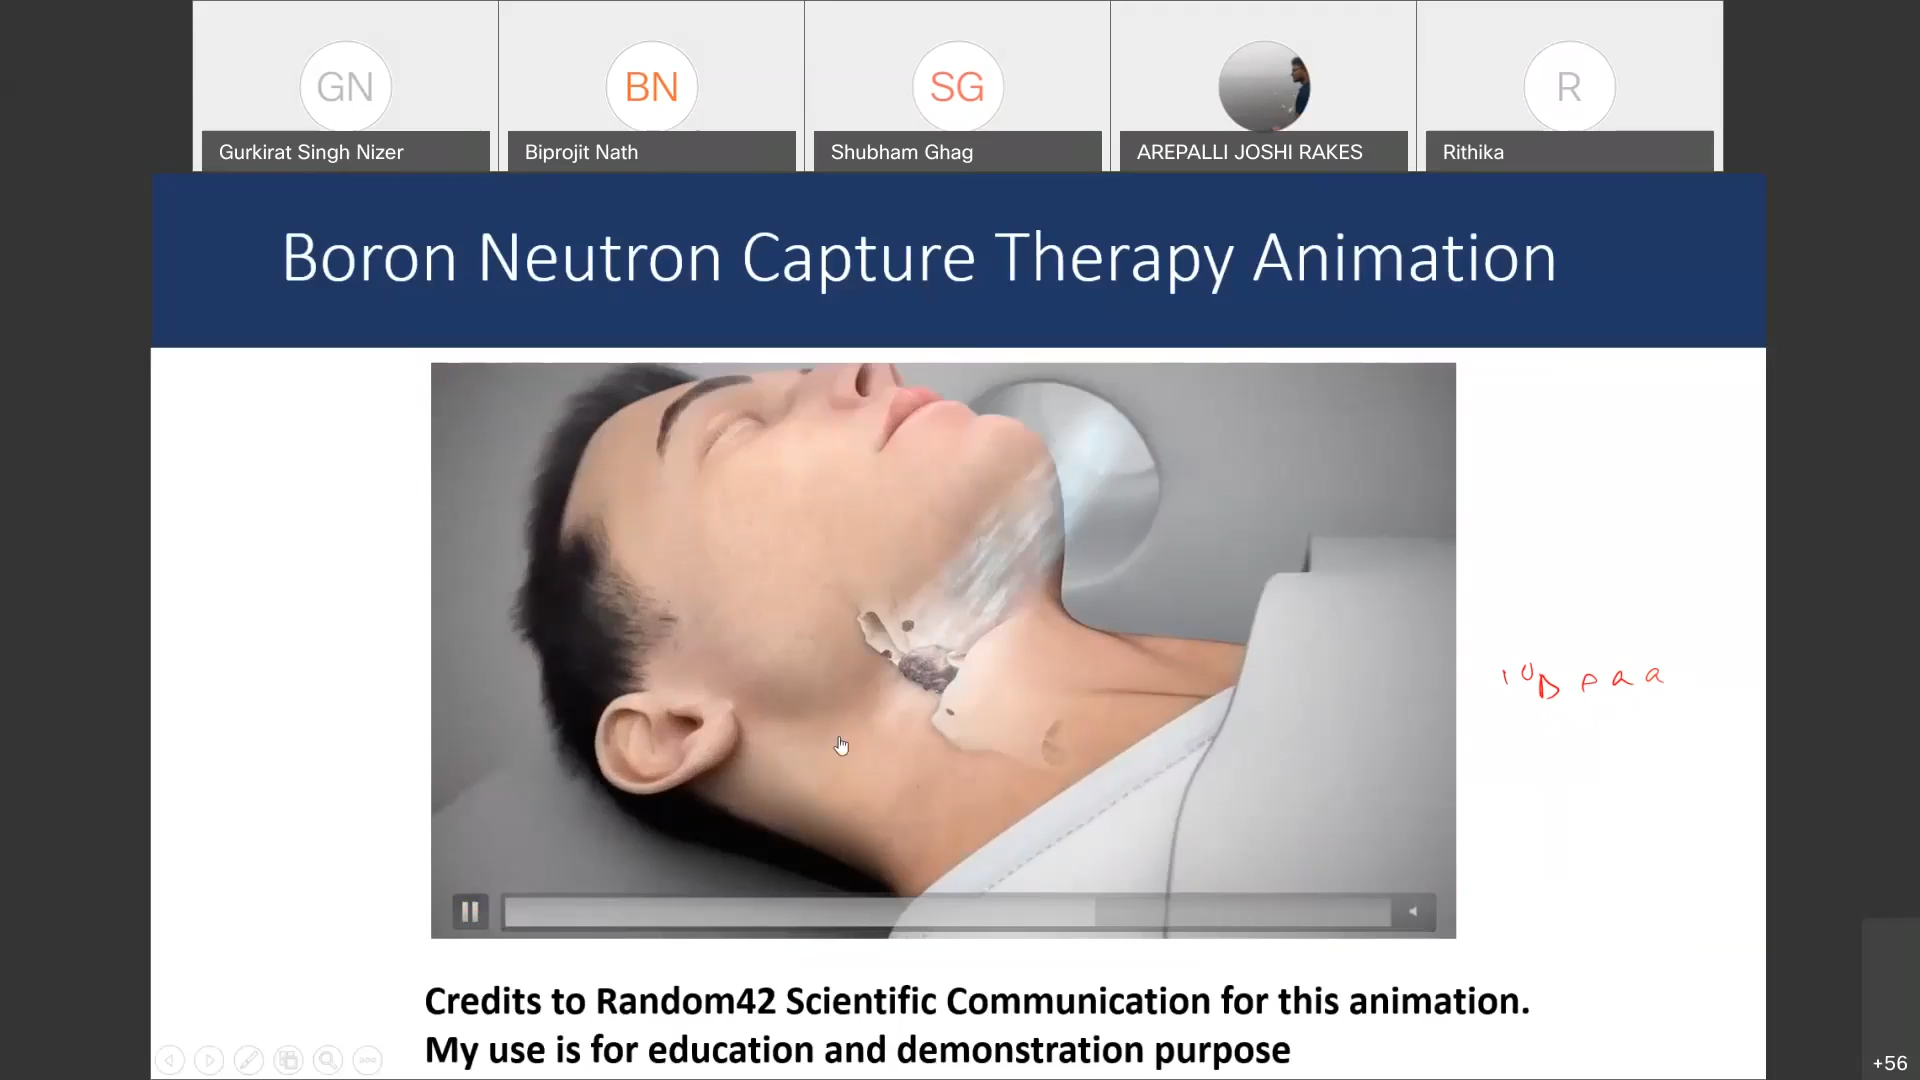 GN
BN
SG
R
Gurkirat Singh Nizer
Biprojit Nath
Shubham Ghag
AREPALLI JOSHI RAKES
Rithika
Boron Neutron Capture Therapy Animation
Credits to Random42 Scientific Communication for this animation.
My use is for education and demonstration purpose
+56